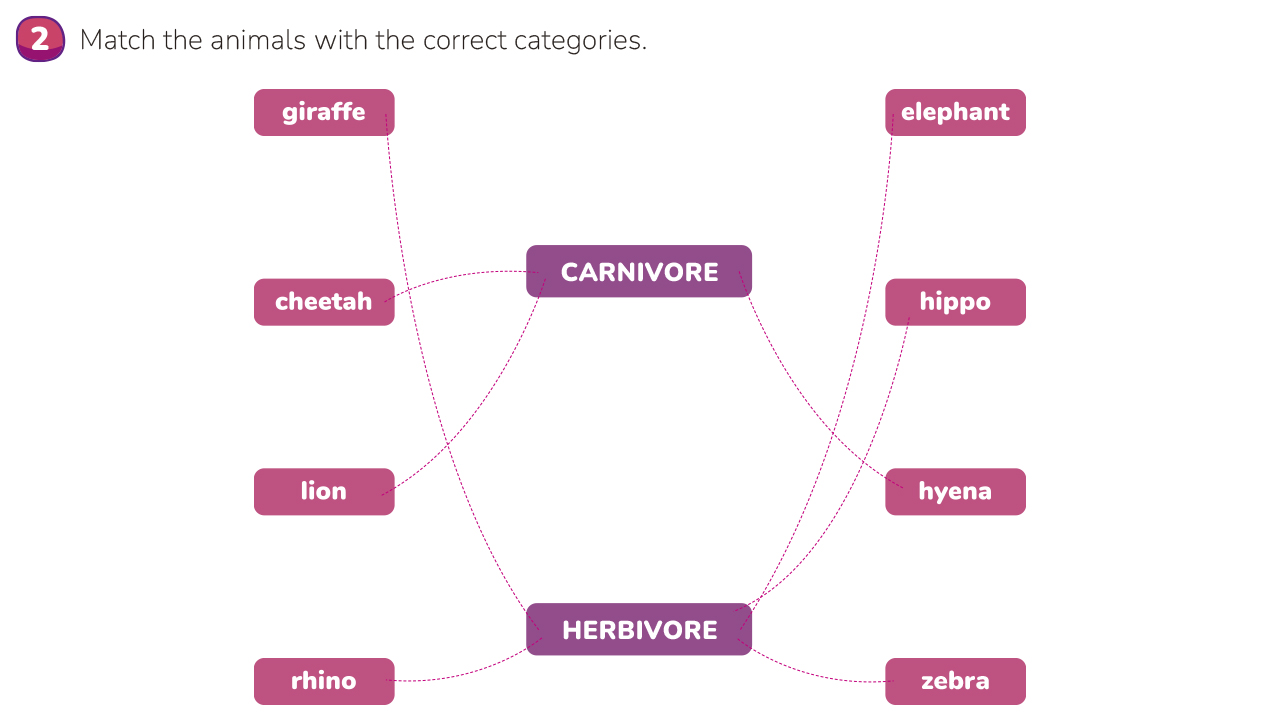 2 Match the animals with the correct categories.
giraffe
elephant
CARNIVORE
cheetah
hippo
lion
hyena
HERBIVORE
rhino
zebra